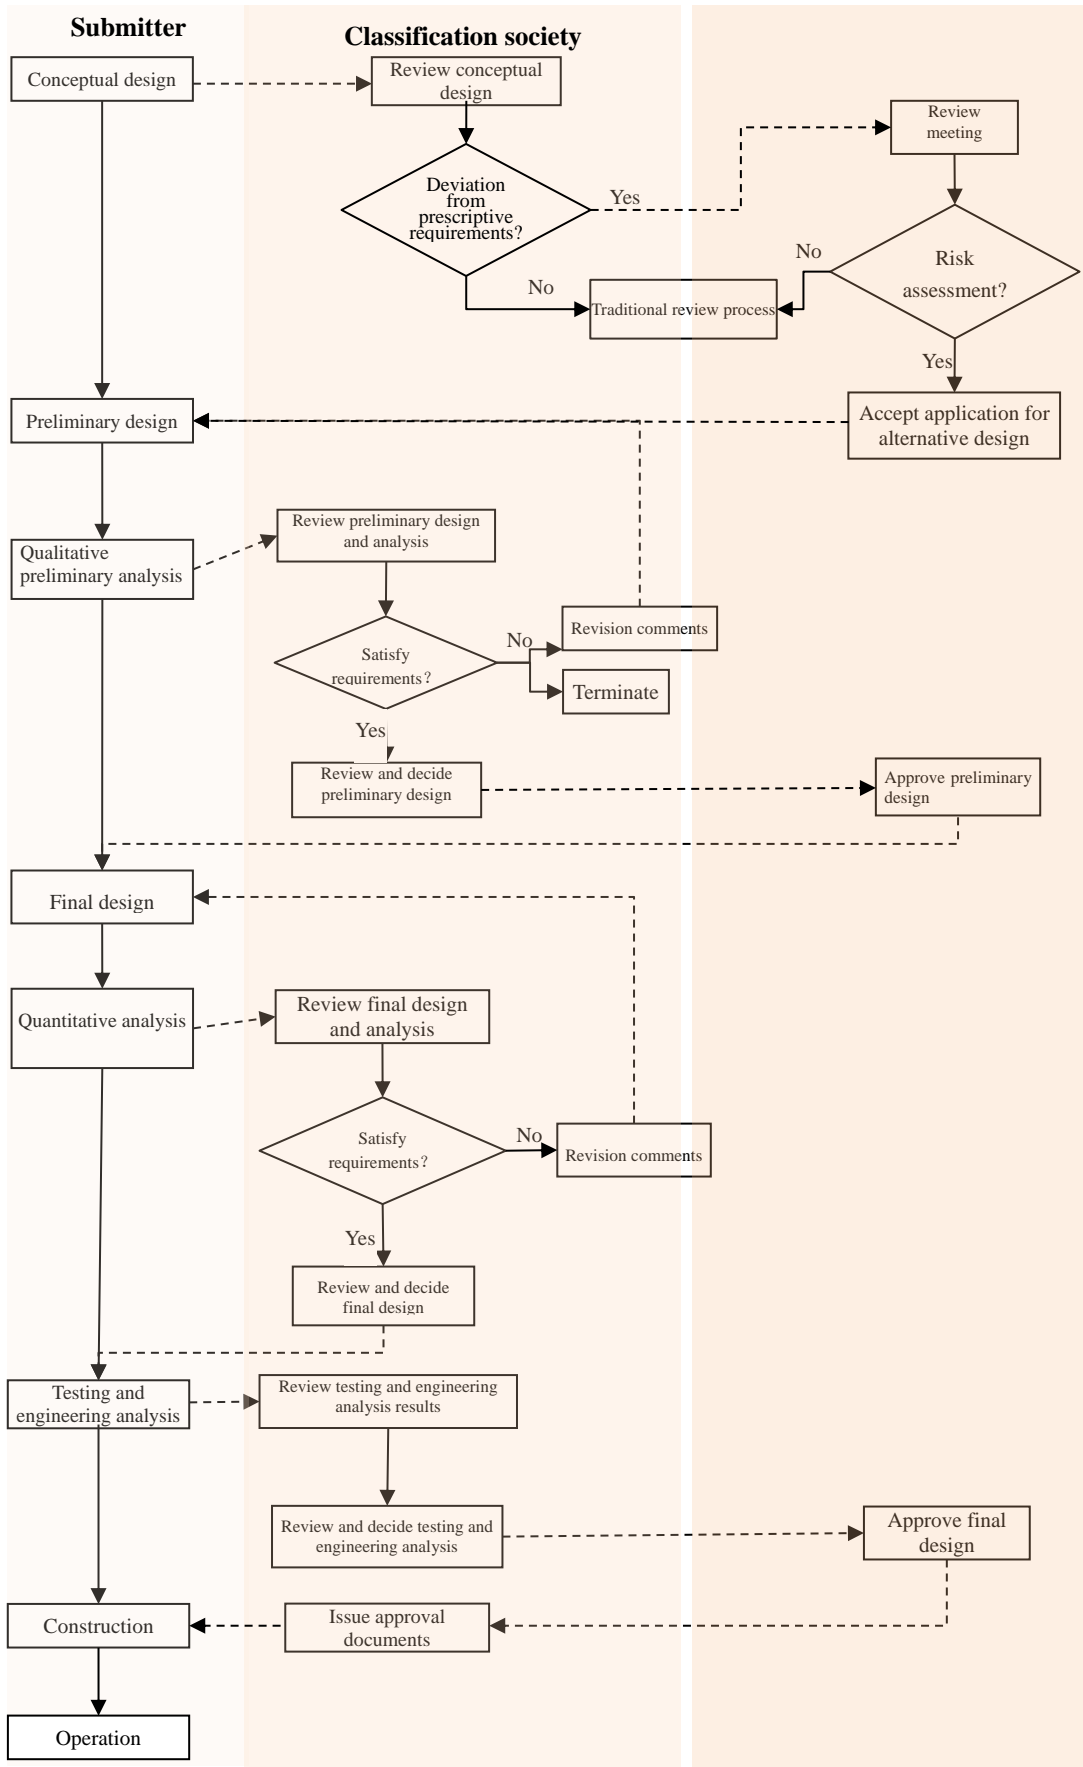 Submitter
Classification society
Conceptual design
Review conceptual
design
Review
meeting
Deviation
from
prescriptive
requirements?
Yes
No
Risk
assessment?
No
Traditional review process
Yes
Preliminary design
Accept application for
alternative design
Review preliminary design
and analysis
Qualitative
preliminary analysis
Satisfy
requirements?
No
Revision comments
Terminate
Yes
Review and decide
preliminary design
Approve preliminary
design
Final design
Quantitative analysis
Review final design
and analysis
Satisfy
requirements?
No
Revision comments
Yes
Review and decide
final design
Testing and
engineering analysis
Review testing and engineering
analysis results
Review and decide testing and
engineering analysis
Approve final
design
Construction
Issue approval
documents
Operation